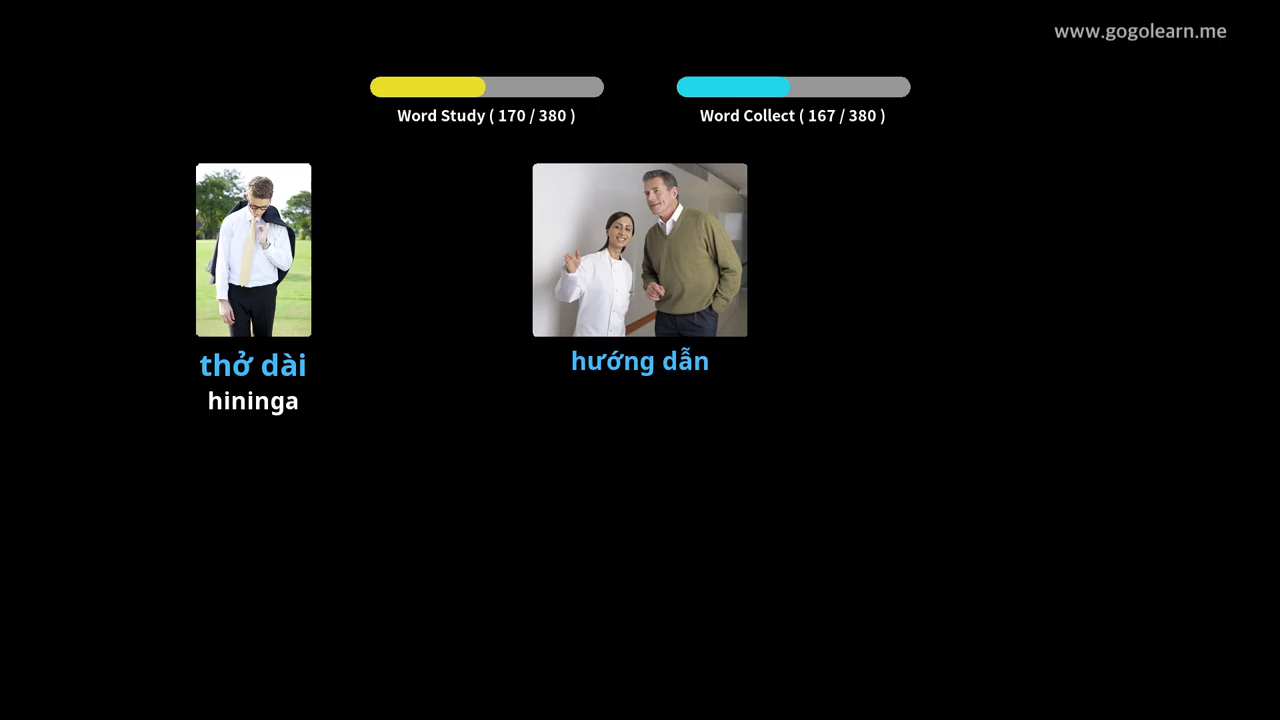 www.gogolearn.me
Word Study ( 170 / 380 )
Word Collect ( 167 / 380 )
thở dài
hininga
hướng dẫn